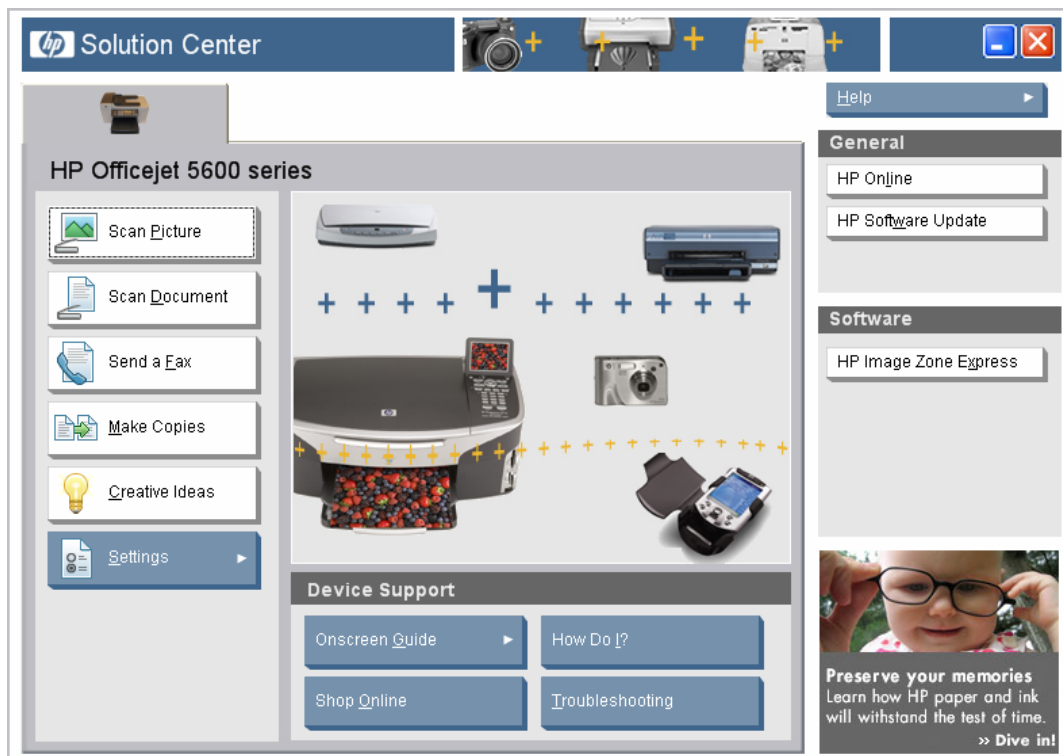 hp Solution Center
Help
HP Officejet 5600 series
Scan Picture
Scan Document
Send a Fax
Make Copies
Creative Ideas
Settings
Device Support
Onscreen Guide
How Do I?
Shop Online
Troubleshooting
General
HP Online
HP Software Update
Software
HP Image Zone Express
Preserve your memories
Learn how HP paper and ink
will withstand the test of time.
» Dive in!